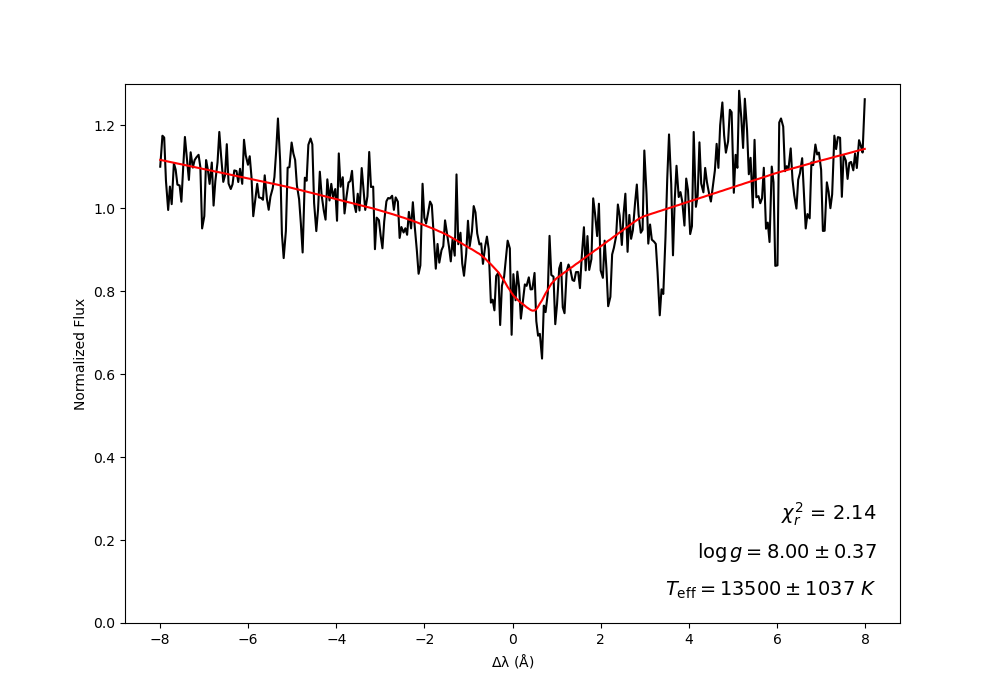 1.2
1.0
0.8
0.6
0.4
0.2
0.0
Normalized Flux
χ²ᵣ = 2.14
log g = 8.00 ± 0.37
T_eff = 13500 ± 1037 K
−8 −6 −4 −2 0 2 4 6 8
Δλ (Å)